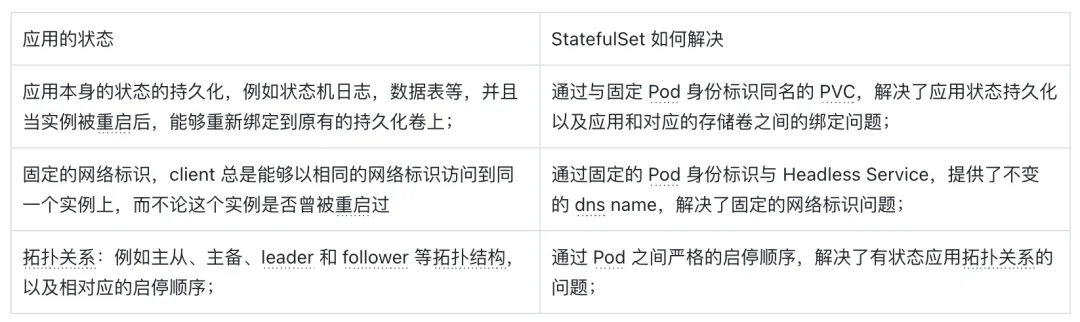 应用的状态
StatefulSet 如何解决
应用本身的状态的持久化，例如状态机日志，数据表等，并且
当实例被重启后，能够重新绑定到原有的持久化卷上；
通过与固定 Pod 身份标识同名的 PVC，解决了应用状态持久化
以及应用和对应的存储卷之间的绑定问题；
固定的网络标识，client 总是能够以相同的网络标识访问到同
一个实例上，而不论这个实例是否曾被重启过
通过固定的 Pod 身份标识与 Headless Service，提供了不变
的 dns name，解决了固定的网络标识问题；
拓扑关系：例如主从、主备、leader 和 follower 等拓扑结构，
以及相对应的启停顺序；
通过 Pod 之间严格的启停顺序，解决了有状态应用拓扑关系的
问题；